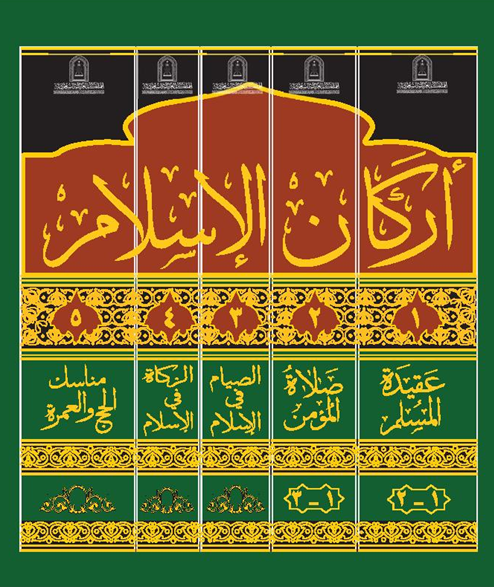 أركان الإسلام
١
٢
٣
٤
٥
عقيدة
المسلم
صلاة
المؤمن
الصيام
في
الإسلام
الزكاة
في
الإسلام
مناسك
الحج والعمرة
١ - ٢
١ - ٣